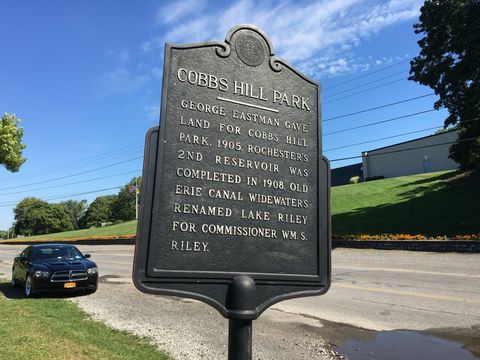 COBBS HILL PARK
GEORGE EASTMAN GAVE
LAND FOR COBBS HILL
PARK, 1905. ROCHESTER'S
2ND RESERVOIR WAS
COMPLETED IN 1908. OLD
ERIE CANAL WIDEWATERS
RENAMED LAKE RILEY
FOR COMMISSIONER WM. S.
RILEY.